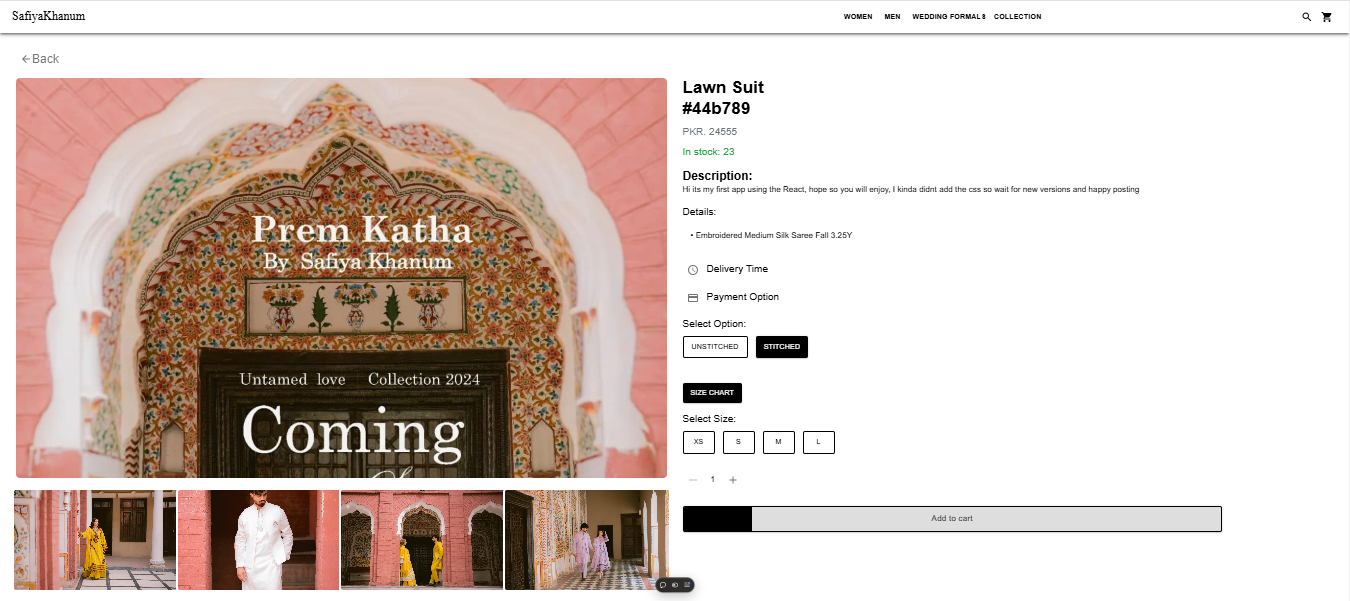 SafiyaKhanum
WOMEN MEN WEDDING FORMALS COLLECTION
Back
Prem Katha
By Safiya Khanum
Untamed love Collection 2024
Coming
Lawn Suit
#44b789
PKR. 24555
In stock: 23
Description:
Hi its my first app using the React, hope so you will enjoy, I kinda didnt add the css so wait for new versions and happy posting
Details:
• Embroidered Medium Silk Saree Fall 3.25Y
Delivery Time
Payment Option
Select Option:
UNSTITCHED STITCHED
SIZE CHART
Select Size:
XS S M L
1
Add to cart